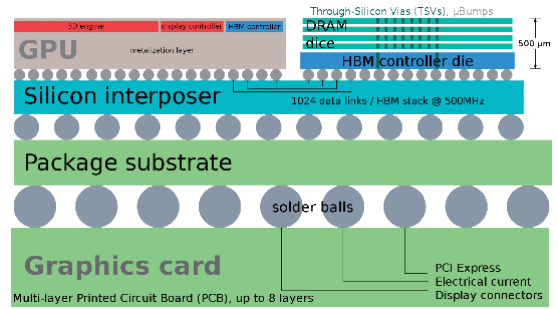 Through-Silicon Vias (TSVs), µBumps
3D engine
display controller
HBM controller
DRAM
dice
GPU
metalization layer
500 µm
HBM controller die
Silicon interposer
1024 data links / HBM stack @ 500MHz
Package substrate
solder balls
Graphics card
PCI Express
Electrical current
Display connectors
Multi-layer Printed Circuit Board (PCB), up to 8 layers